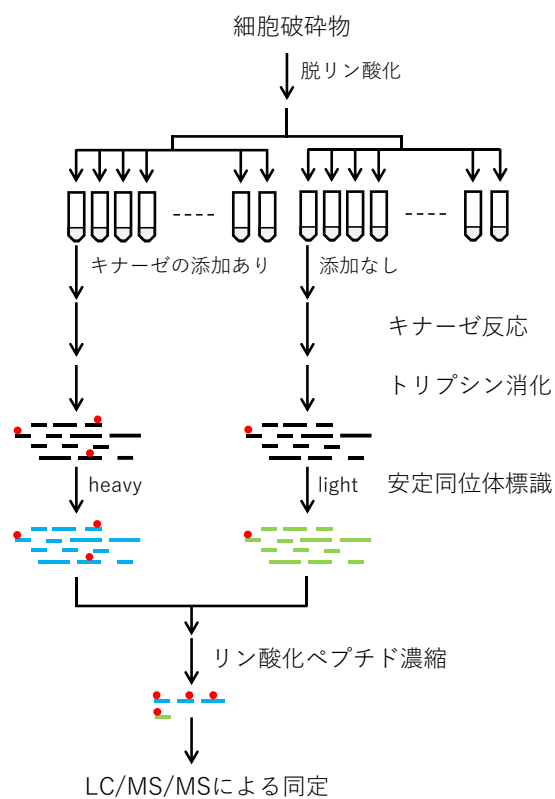 細胞破砕物
脱リン酸化
キナーゼの添加あり
添加なし
キナーゼ反応
トリプシン消化
heavy
light
安定同位体標識
リン酸化ペプチド濃縮
LC/MS/MSによる同定